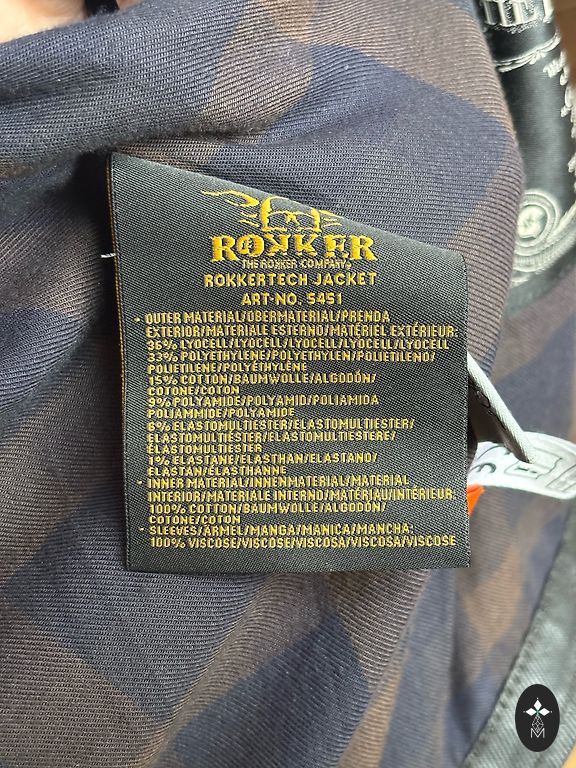 ROKKER
THE ROKKER COMPANY
ROKKERTECH JACKET
ART-NO. 5451
- OUTER MATERIAL/OBERMATERIAL/PRENDA
EXTERIOR/MATERIALE ESTERNO/MATÉRIEL EXTÉRIEUR:
36% LYOCELL/LYOCELL/LYOCELL/LYOCELL/LYOCELL
33% POLYETHYLENE/POLYETHYLEN/POLIETILENO/
POLIETILENE/POLYÉTHYLÈNE
15% COTTON/BAUMWOLLE/ALGODÓN/
COTONE/COTON
9% POLYAMIDE/POLYAMID/POLIAMIDA
POLIAMMIDE/POLYAMIDE
6% ELASTOMULTIESTER/ELASTOMULTIESTER/
ELASTOMULTIÉSTER/ELASTOMULTIESTERE/
ÉLASTOMULTIESTER
1% ELASTANE/ELASTHAN/ELASTANO/
ELASTAN/ÉLASTHANNE
- INNER MATERIAL/INNENMATERIAL/MATERIAL
INTERIOR/MATERIALE INTERNO/MATÉRIAU/INTÉRIEUR:
100% COTTON/BAUMWOLLE/ALGODÓN/
COTONE/COTON
- SLEEVES/ÄRMEL/MANGA/MANICA/MANCHA:
100% VISCOSE/VISCOSE/VISCOSA/VISCOSA/VISCOSE